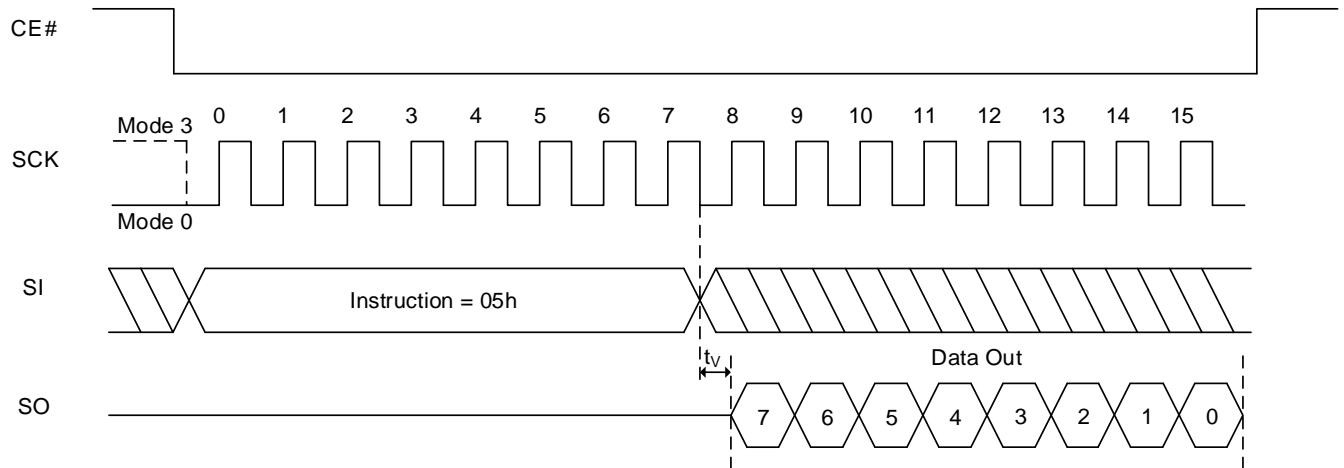 CE#
0 1 2 3 4 5 6 7 8 9 10 11 12 13 14 15
Mode 3
SCK
Mode 0
SI
Instruction = 05h
tV
Data Out
SO
7 6 5 4 3 2 1 0